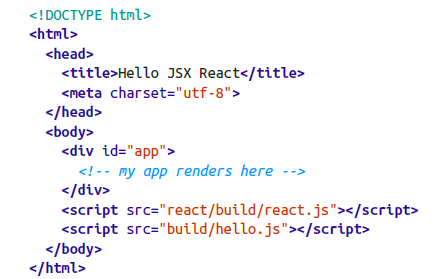 <!DOCTYPE html>
<html>
  <head>
    <title>Hello JSX React</title>
    <meta charset="utf-8">
  </head>
  <body>
    <div id="app">
      <!-- my app renders here -->
    </div>
    <script src="react/build/react.js"></script>
    <script src="build/hello.js"></script>
  </body>
</html>